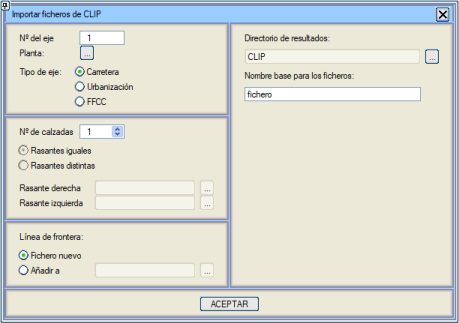 Importar ficheros de CLIP
Nº del eje
1
Planta:
...
Tipo de eje:
Carretera
Urbanización
FFCC
Nº de calzadas
1
Rasantes iguales
Rasantes distintas
Rasante derecha
...
Rasante izquierda
...
Línea de frontera:
Fichero nuevo
Añadir a
...
Directorio de resultados:
CLIP
...
Nombre base para los ficheros:
fichero
ACEPTAR